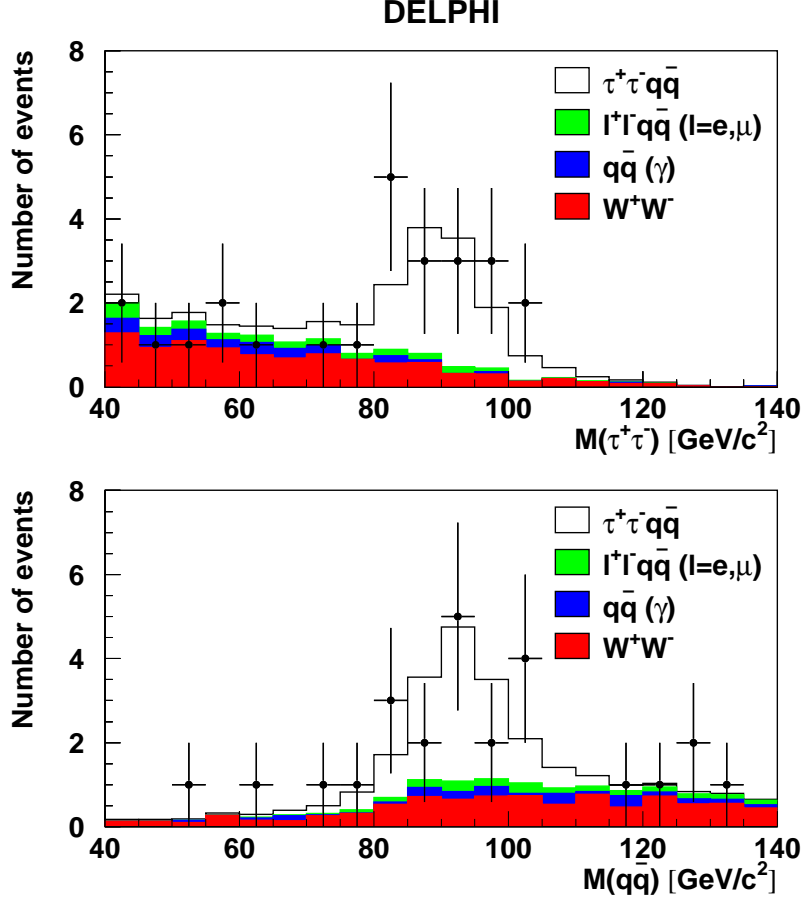 DELPHI
Number of events
8
6
4
2
0
τ⁺τ⁻qq̄
l⁺l⁻qq̄ (l=e,μ)
qq̄ (γ)
W⁺W⁻
40 60 80 100 120 140
M(τ⁺τ⁻) [GeV/c²]
Number of events
8
6
4
2
0
τ⁺τ⁻qq̄
l⁺l⁻qq̄ (l=e,μ)
qq̄ (γ)
W⁺W⁻
40 60 80 100 120 140
M(qq̄) [GeV/c²]